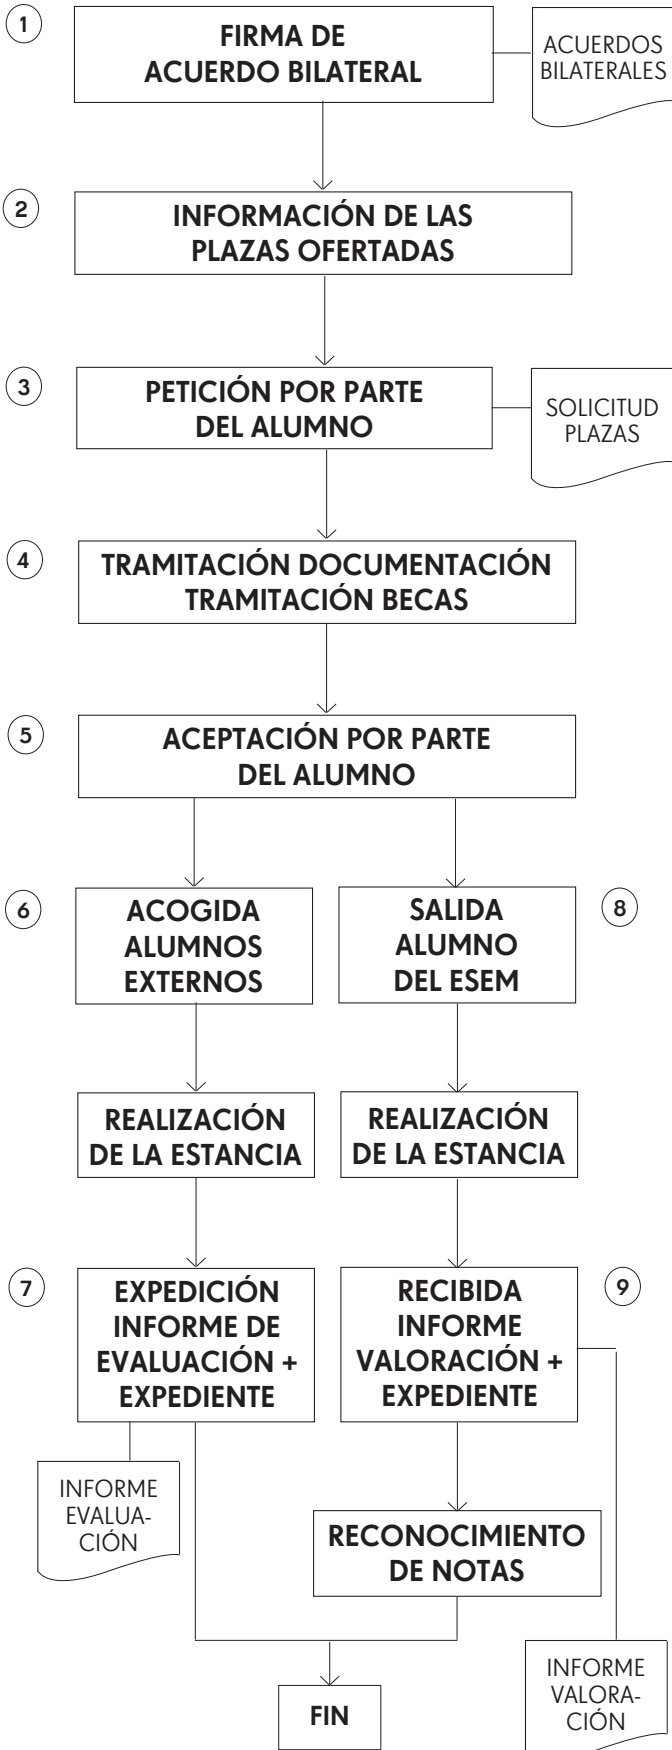 1
FIRMA DE
ACUERDO BILATERAL
ACUERDOS
BILATERALES
2
INFORMACIÓN DE LAS
PLAZAS OFERTADAS
3
PETICIÓN POR PARTE
DEL ALUMNO
SOLICITUD
PLAZAS
4
TRAMITACIÓN DOCUMENTACIÓN
TRAMITACIÓN BECAS
5
ACEPTACIÓN POR PARTE
DEL ALUMNO
6
ACOGIDA
ALUMNOS
EXTERNOS
SALIDA
ALUMNO
DEL ESEM
8
REALIZACIÓN
DE LA ESTANCIA
REALIZACIÓN
DE LA ESTANCIA
7
EXPEDICIÓN
INFORME DE
EVALUACIÓN +
EXPEDIENTE
RECIBIDA
INFORME
VALORACIÓN +
EXPEDIENTE
9
INFORME
EVALUA-
CIÓN
RECONOCIMIENTO
DE NOTAS
INFORME
VALORA-
CIÓN
FIN